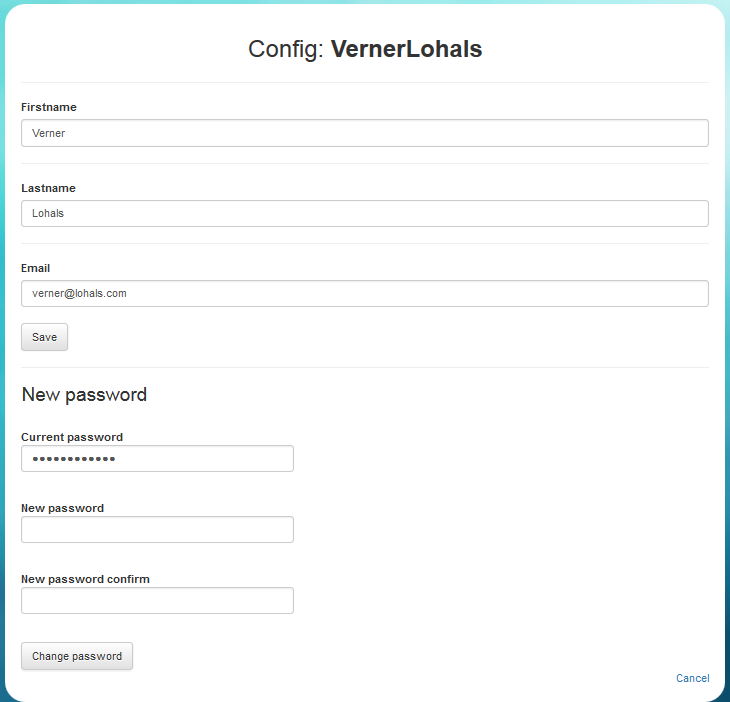 Config: VernerLohals
Firstname
Verner
Lastname
Lohals
Email
verner@lohals.com
Save
New password
Current password
••••••••••••
New password
New password confirm
Change password
Cancel